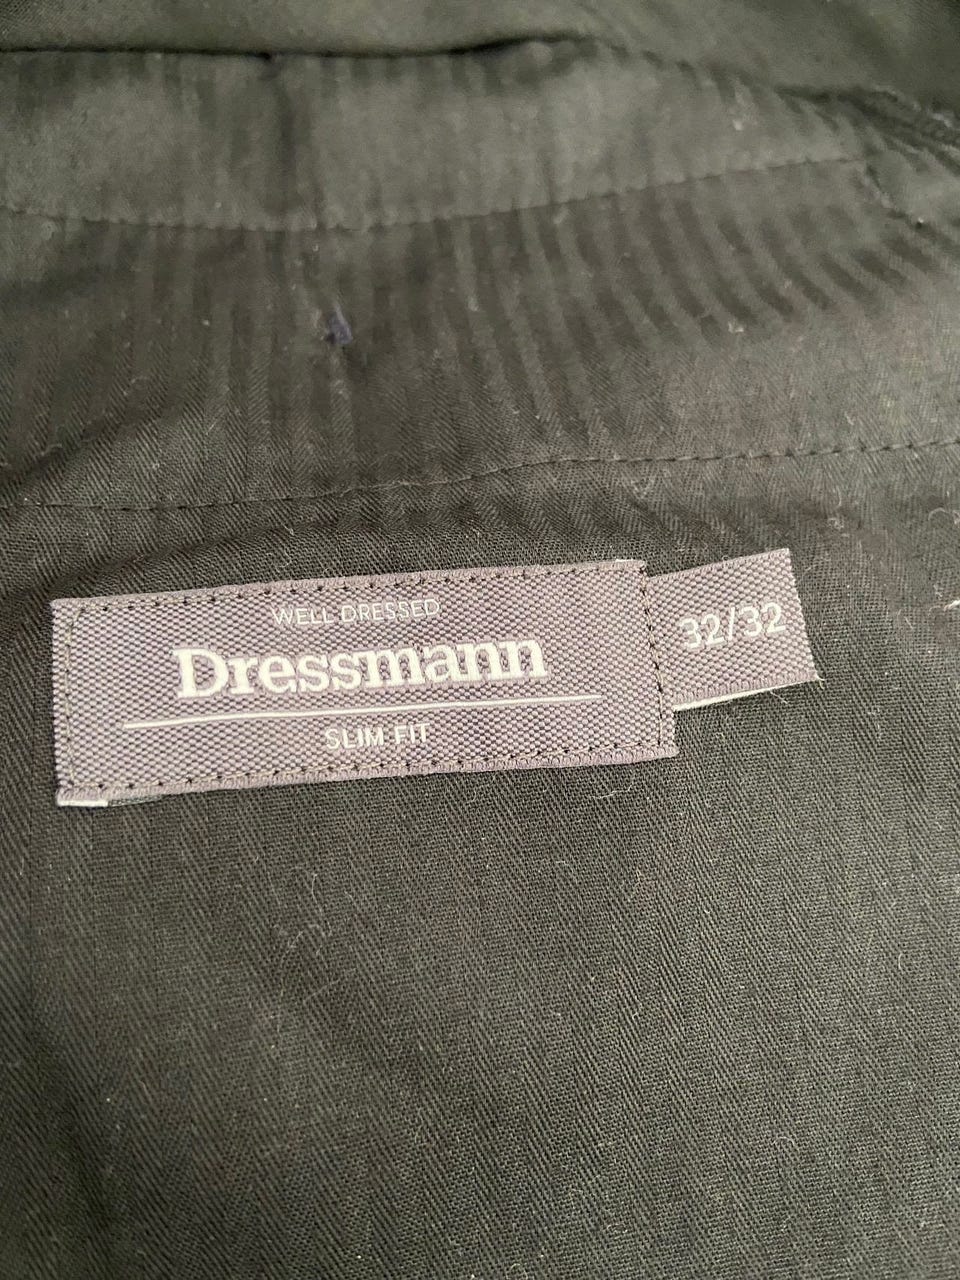 WELL DRESSED
Dressmann
SLIM FIT
32/32